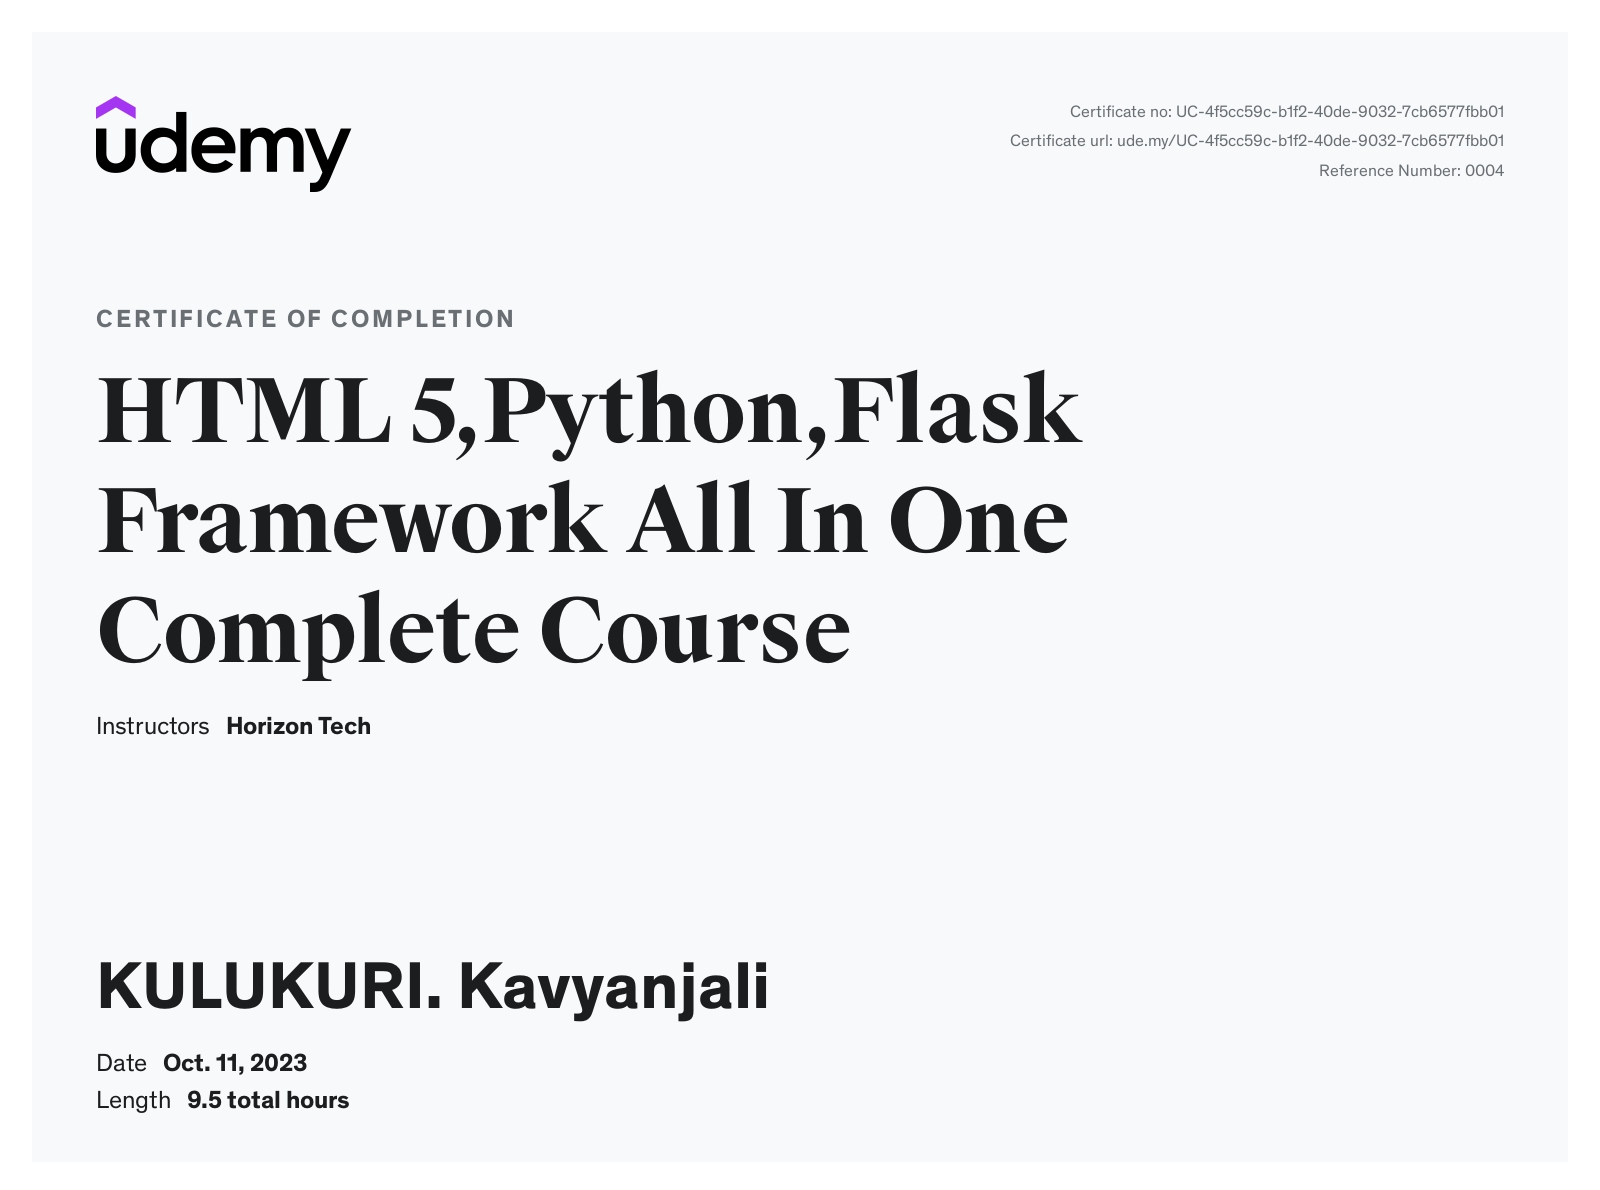 udemy
Certificate no: UC-4f5cc59c-b1f2-40de-9032-7cb6577fbb01
Certificate url: ude.my/UC-4f5cc59c-b1f2-40de-9032-7cb6577fbb01
Reference Number: 0004
CERTIFICATE OF COMPLETION
HTML 5,Python,Flask
Framework All In One
Complete Course
Instructors Horizon Tech
KULUKURI. Kavyanjali
Date Oct. 11, 2023
Length 9.5 total hours